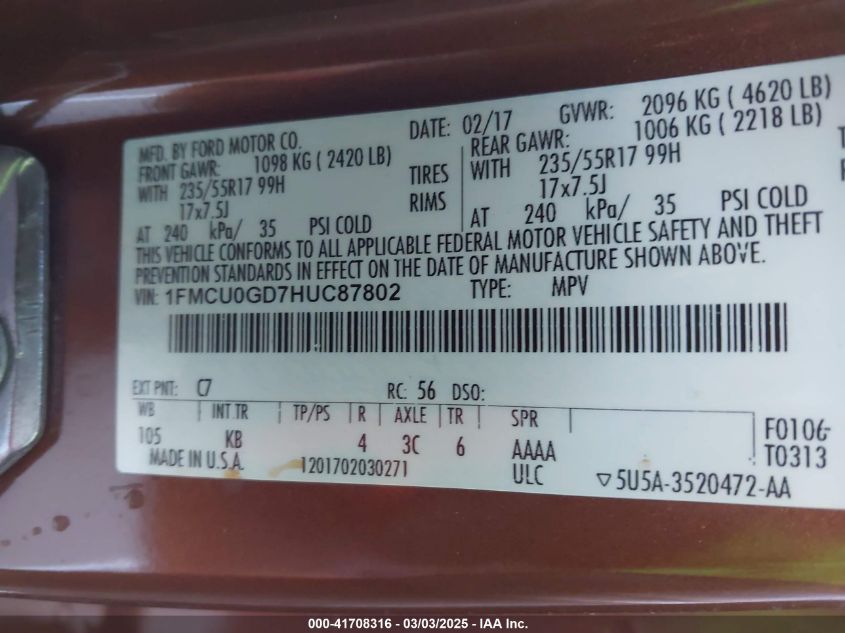 MFD. BY FORD MOTOR CO. DATE: 02/17 GVWR: 2096 KG ( 4620 LB)
FRONT GAWR: 1098 KG ( 2420 LB) REAR GAWR: 1006 KG ( 2218 LB)
WITH 235/55R17 99H TIRES WITH 235/55R17 99H
17x7.5J RIMS 17x7.5J
AT 240 kPa/ 35 PSI COLD AT 240 kPa/ 35 PSI COLD
THIS VEHICLE CONFORMS TO ALL APPLICABLE FEDERAL MOTOR VEHICLE SAFETY AND THEFT
PREVENTION STANDARDS IN EFFECT ON THE DATE OF MANUFACTURE SHOWN ABOVE.
VIN: 1FMCU0GD7HUC87802 TYPE: MPV
EXT PNT: C7 RC: 56 DSO:
WB INT TR TP/PS R AXLE TR SPR
105 KB 4 3C 6 AAAA
F0106-
T0313
MADE IN U.S.A. 1201702030271 ULC ▽5U5A-3520472-AA
000-41708316 - 03/03/2025 - IAA Inc.